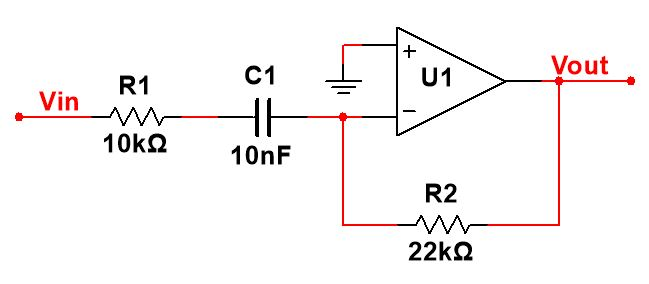 Vin
R1
10kΩ
C1
10nF
+
U1
−
Vout
R2
22kΩ